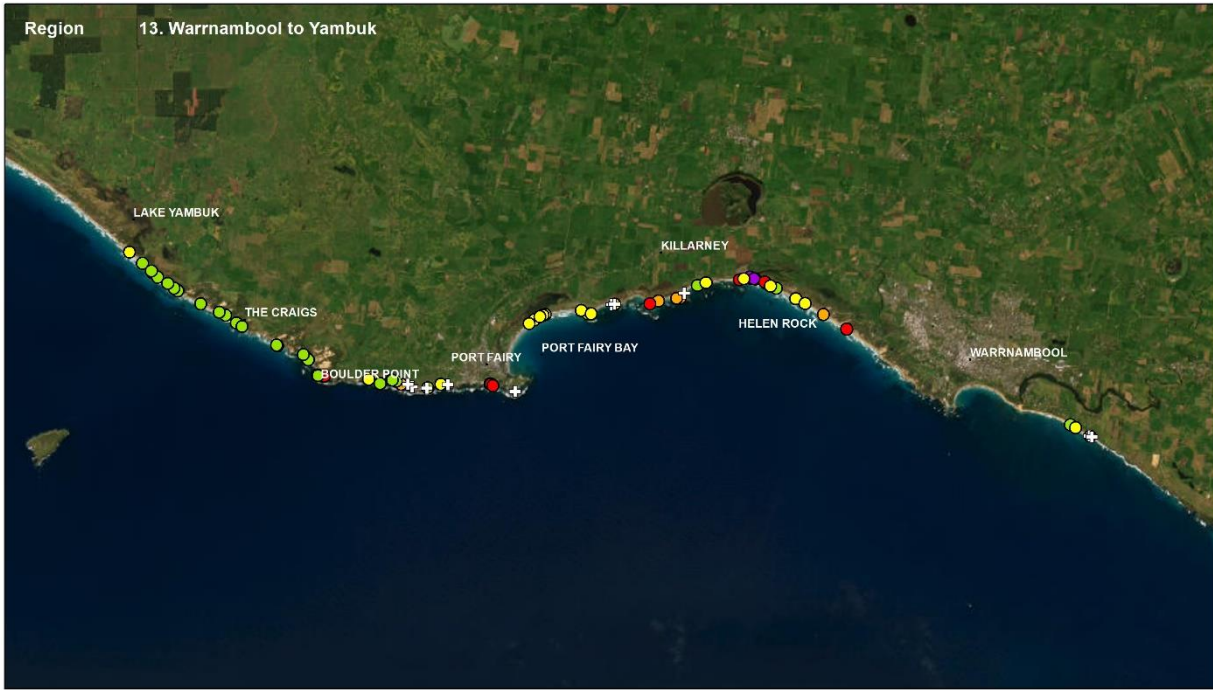 Region 13. Warrnambool to Yambuk
LAKE YAMBUK
KILLARNEY
THE CRAIGS
HELEN ROCK
PORT FAIRY BAY
WARRNAMBOOL
PORT FAIRY
BOULDER POINT